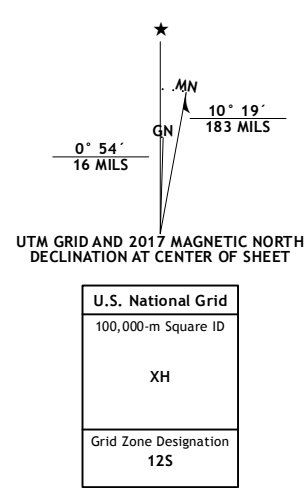 ★
MN
GN
10° 19´
183 MILS
0° 54´
16 MILS
UTM GRID AND 2017 MAGNETIC NORTH
DECLINATION AT CENTER OF SHEET
U.S. National Grid
100,000-m Square ID
XH
Grid Zone Designation
12S